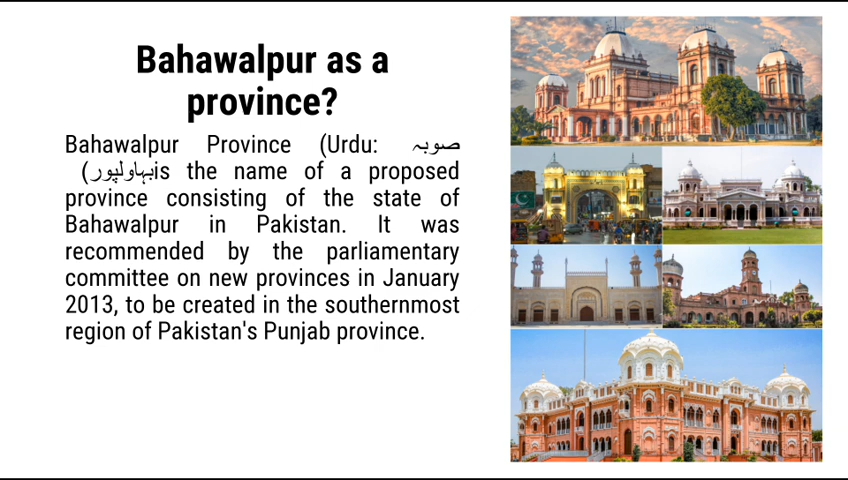 Bahawalpur as a
province?
Bahawalpur Province (Urdu: صوبہ
بہاولپور) is the name of a proposed
province consisting of the state of
Bahawalpur in Pakistan. It was
recommended by the parliamentary
committee on new provinces in January
2013, to be created in the southernmost
region of Pakistan's Punjab province.